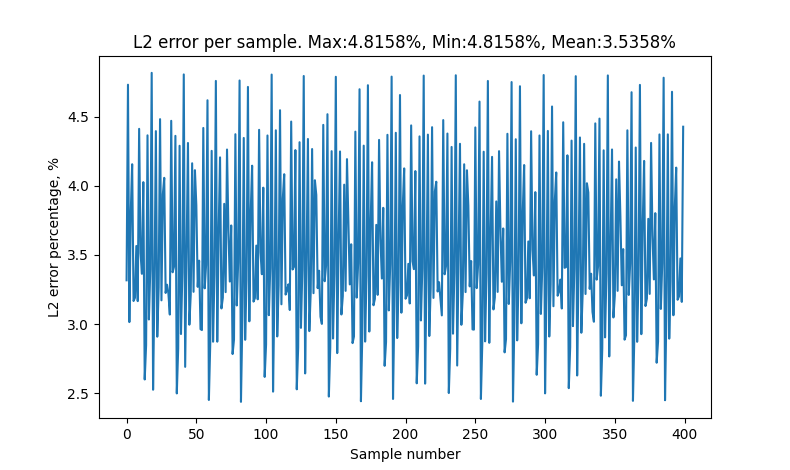 L2 error per sample. Max:4.8158%, Min:4.8158%, Mean:3.5358%
L2 error percentage, %
4.5
4.0
3.5
3.0
2.5
0 50 100 150 200 250 300 350 400
Sample number